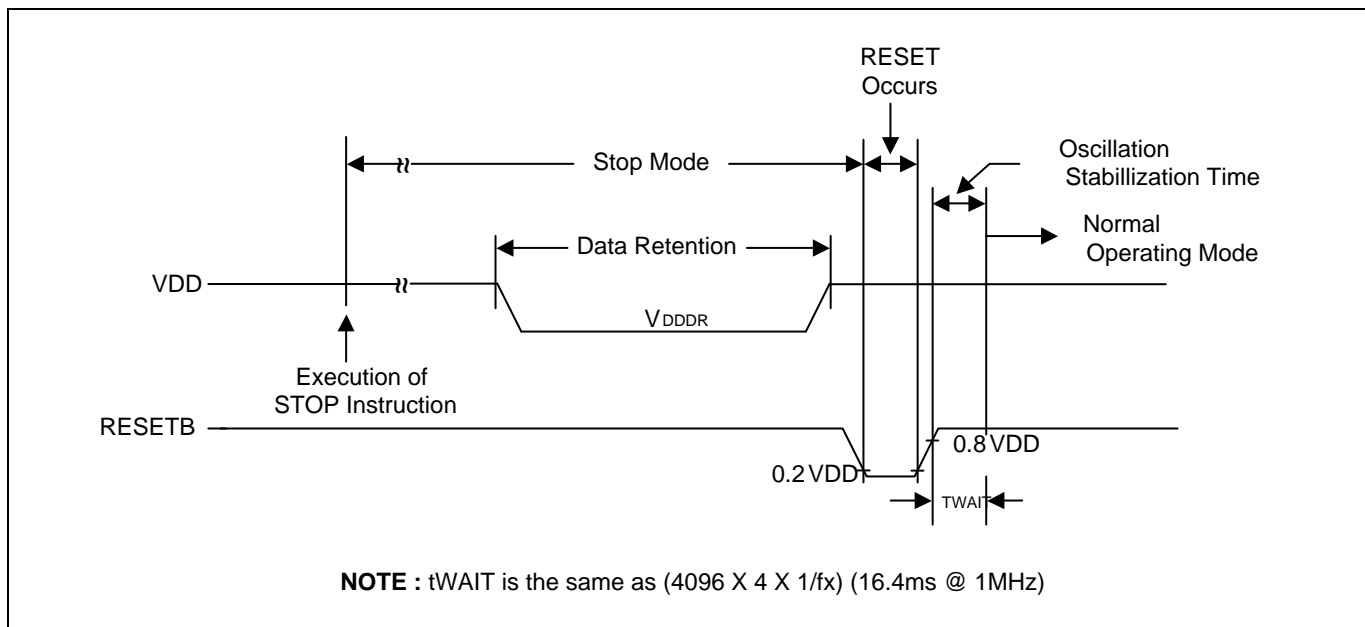 RESET
Occurs
Oscillation
Stabillization Time
Stop Mode
Normal
Operating Mode
Data Retention
VDD
VDDDR
Execution of
STOP Instruction
RESETB
0.8 VDD
0.2 VDD
TWAIT
NOTE : tWAIT is the same as (4096 X 4 X 1/fx) (16.4ms @ 1MHz)